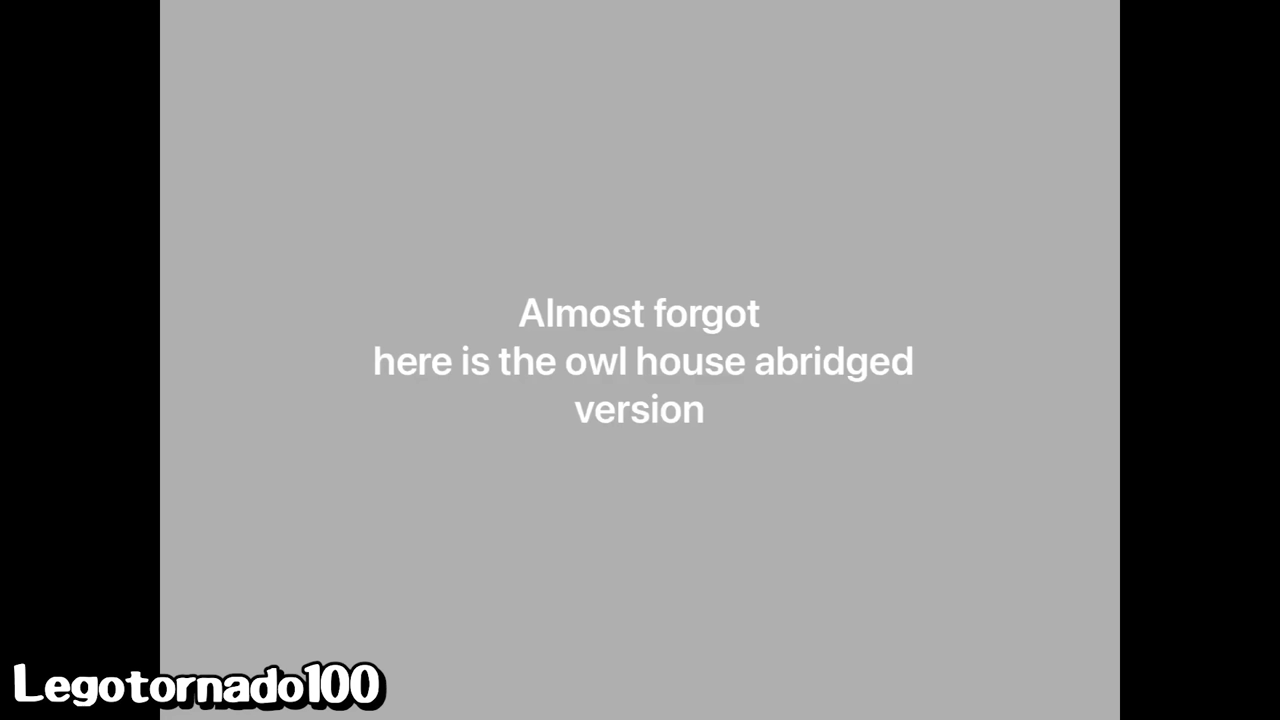 Almost forgot
here is the owl house abridged
version
Legotornado100